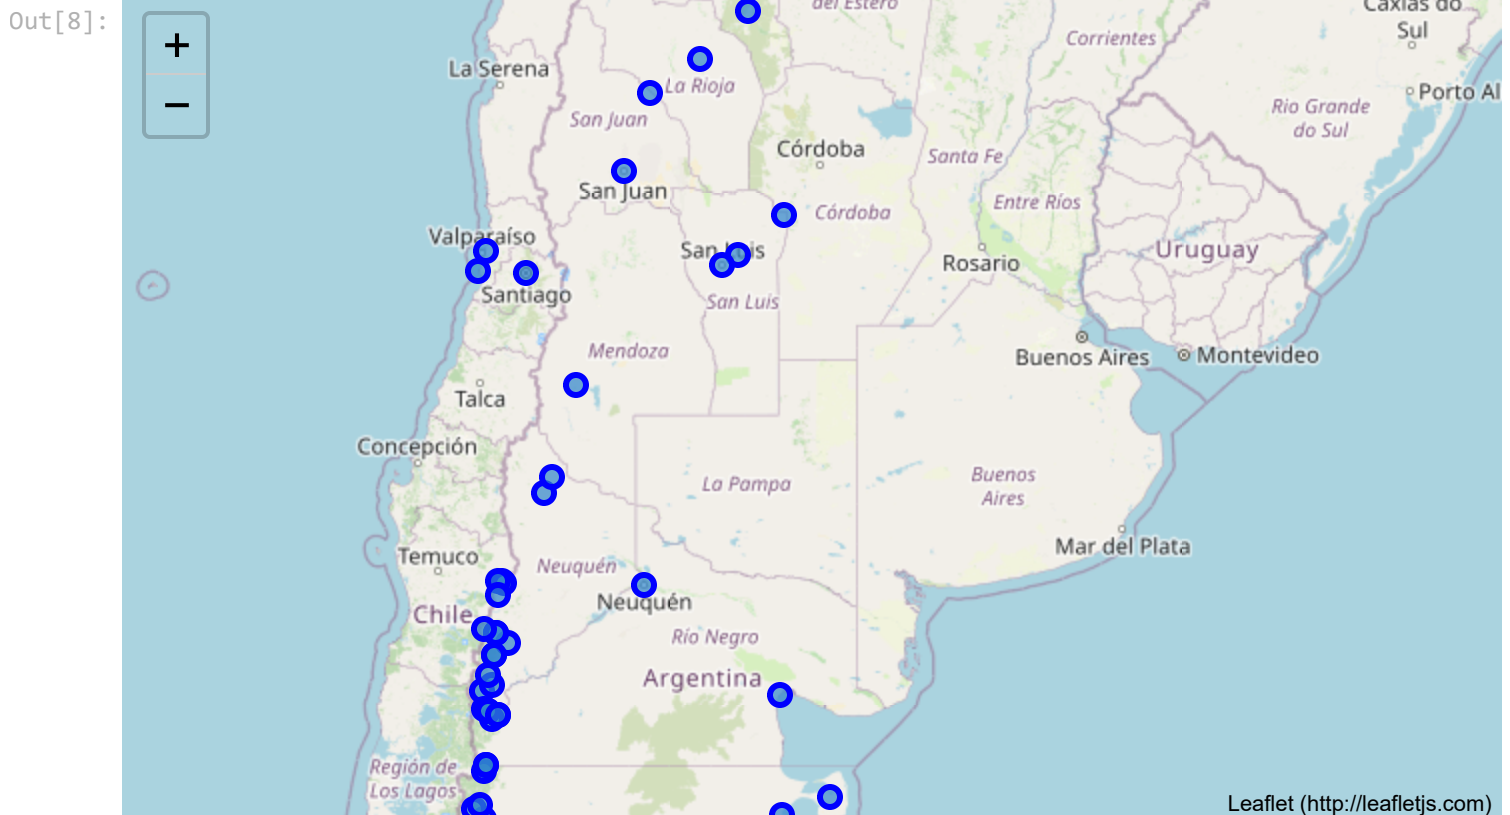 Out[8]:
+
−
del Estero
Caxias do
Sul
Corrientes
La Serena
La Rioja
Porto Al
Rio Grande
do Sul
San Juan
Córdoba
Santa Fe
San Juan
Entre Ríos
Córdoba
Valparaíso
San Luis
Uruguay
Rosario
Santiago
San Luis
Mendoza
Buenos Aires
Montevideo
Talca
Concepción
La Pampa
Buenos
Aires
Temuco
Mar del Plata
Neuquén
Neuquén
Chile
Río Negro
Argentina
Región de
Los Lagos
Leaflet (http://leafletjs.com)